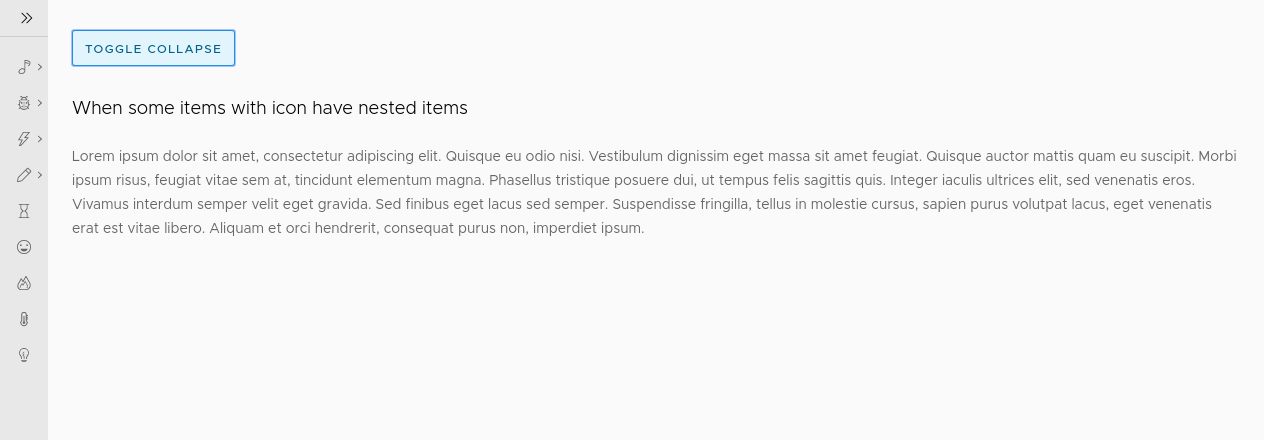 TOGGLE COLLAPSE
When some items with icon have nested items
Lorem ipsum dolor sit amet, consectetur adipiscing elit. Quisque eu odio nisi. Vestibulum dignissim eget massa sit amet feugiat. Quisque auctor mattis quam eu suscipit. Morbi
ipsum risus, feugiat vitae sem at, tincidunt elementum magna. Phasellus tristique posuere dui, ut tempus felis sagittis quis. Integer iaculis ultrices elit, sed venenatis eros.
Vivamus interdum semper velit eget gravida. Sed finibus eget lacus sed semper. Suspendisse fringilla, tellus in molestie cursus, sapien purus volutpat lacus, eget venenatis
erat est vitae libero. Aliquam et orci hendrerit, consequat purus non, imperdiet ipsum.